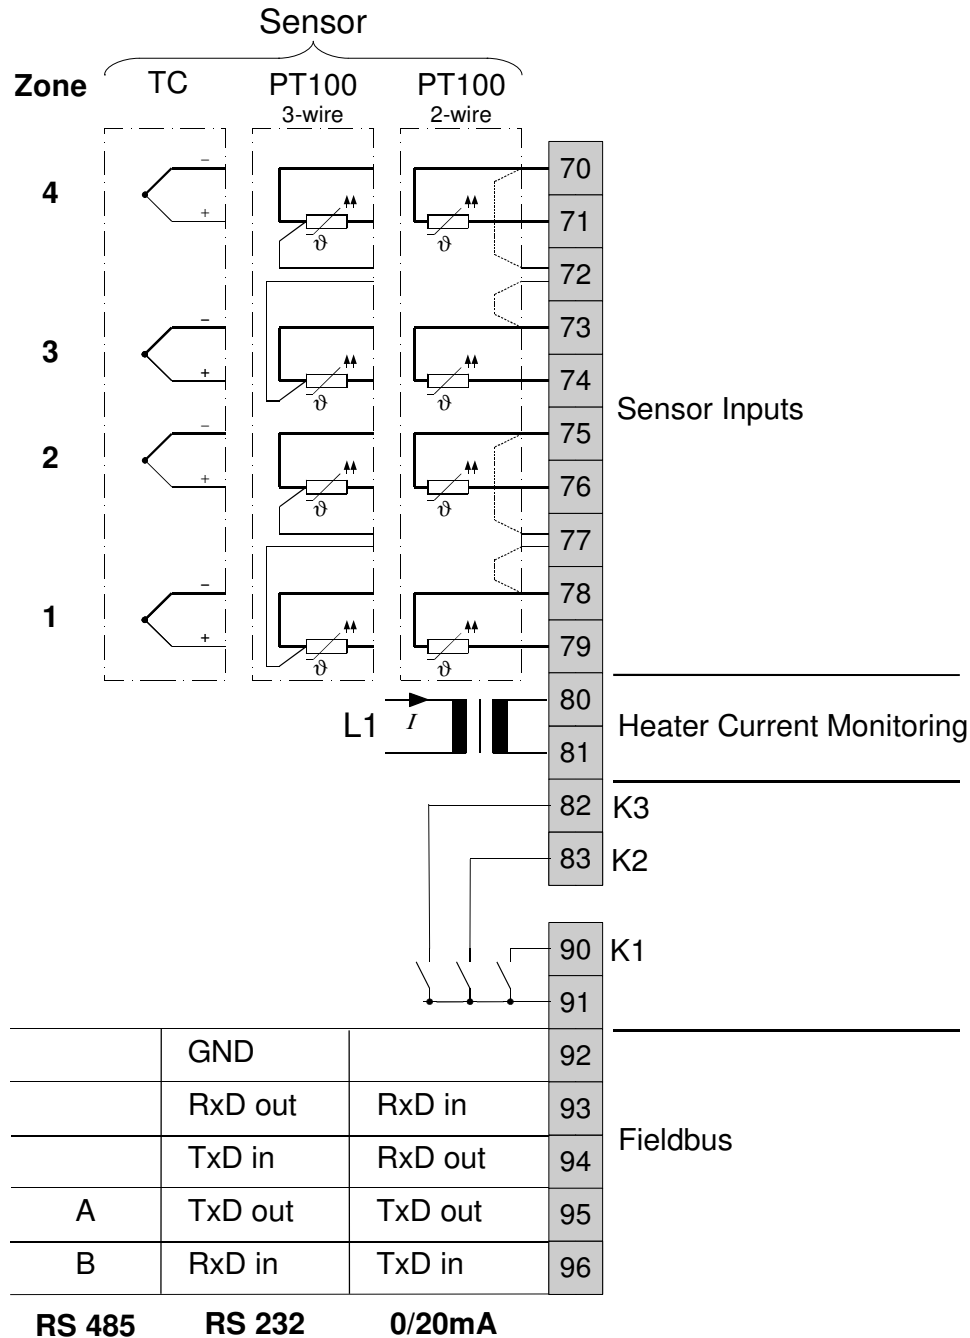 Sensor
Zone TC PT100 PT100
3-wire 2-wire
− 70
4
+ ϑ ϑ 71
72
− 73
3
+ ϑ ϑ 74
Sensor Inputs
− 75
2
+ ϑ ϑ 76
77
− 78
1
+ ϑ ϑ 79
80
L1 I Heater Current Monitoring
81
82 K3
83 K2
90 K1
91
GND 92
RxD out RxD in 93
Fieldbus
TxD in RxD out 94
A TxD out TxD out 95
B RxD in TxD in 96
RS 485 RS 232 0/20mA